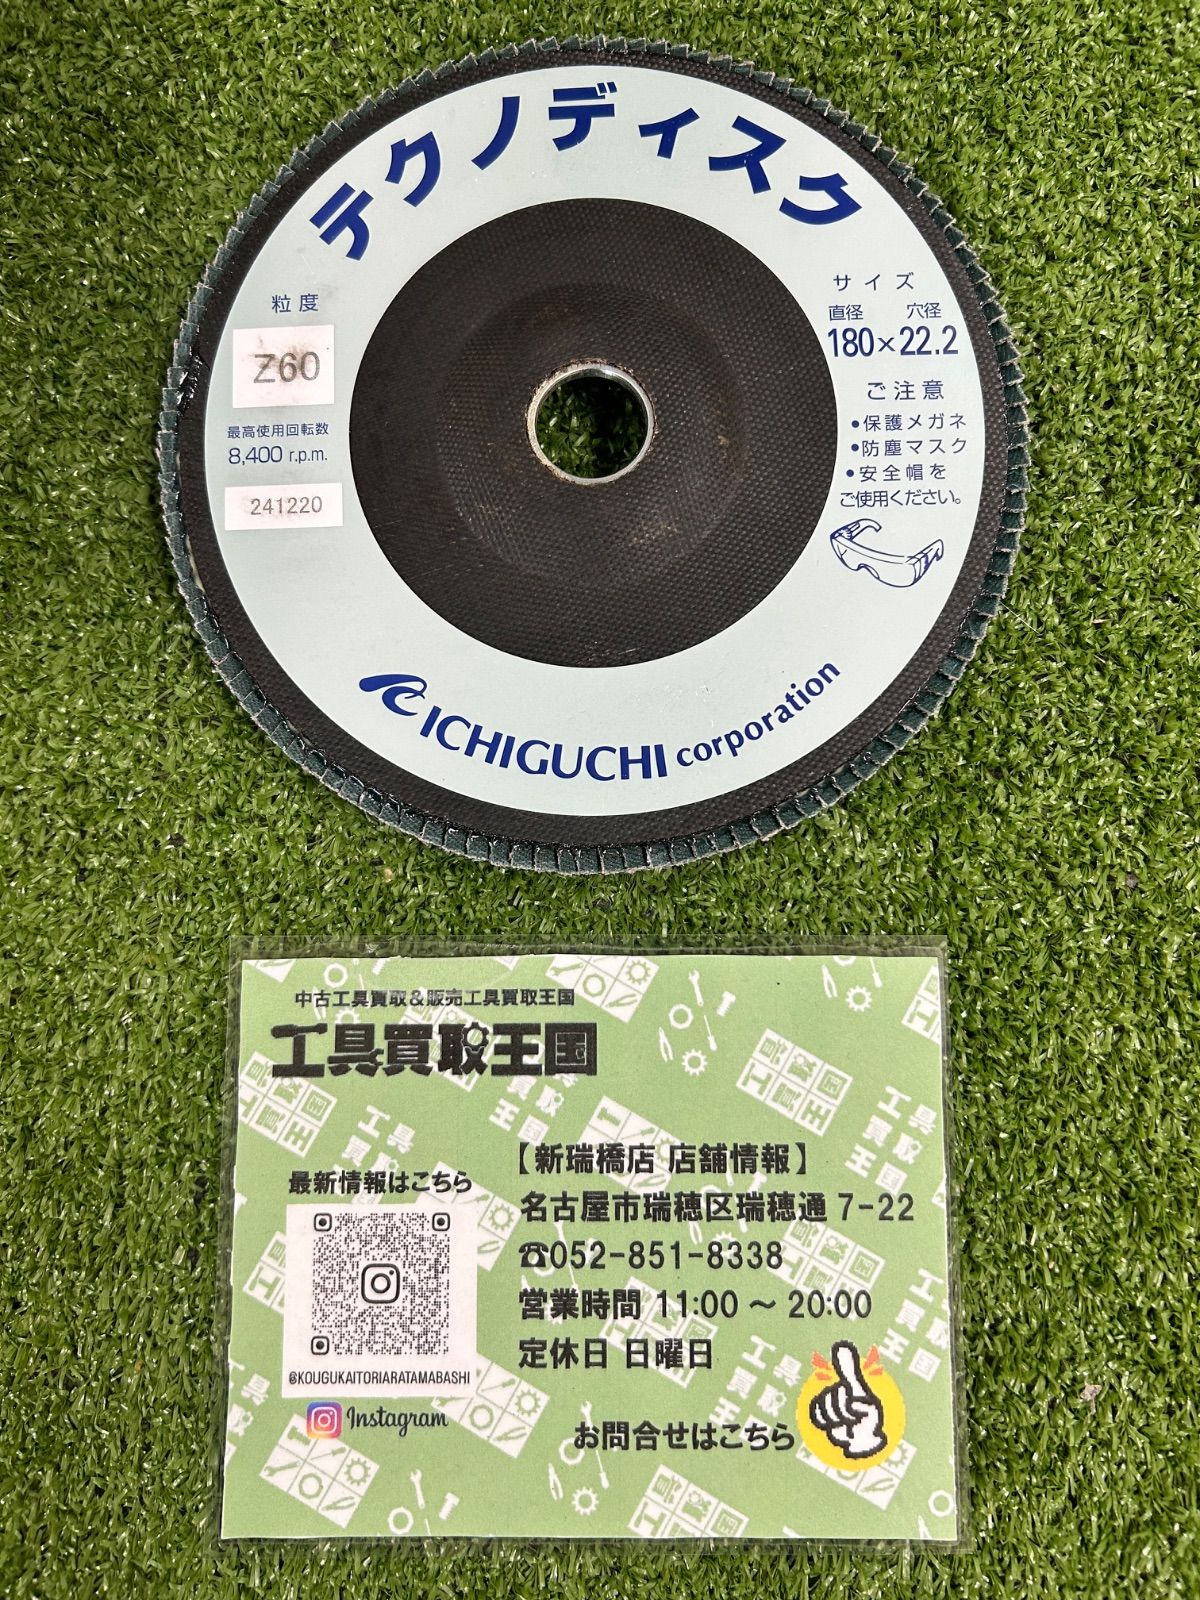 テクノディスク
粒度
Z60
最高使用回転数
8,400 r.p.m.
241220
サイズ
直径 穴径
180×22.2
ご注意
•保護メガネ
•防塵マスク
•安全帽を
ご使用ください。
ICHIGUCHI corporation
中古工具買取&販売工具買取王国
工具買取王国
最新情報はこちら
@KOUGUKAITORIARATAMABASHI
Instagram
【新瑞橋店 店舗情報】
名古屋市瑞穂区瑞穂通 7-22
☎052-851-8338
営業時間 11:00 ～ 20:00
定休日 日曜日
お問合せはこちら
工具
買取
王国